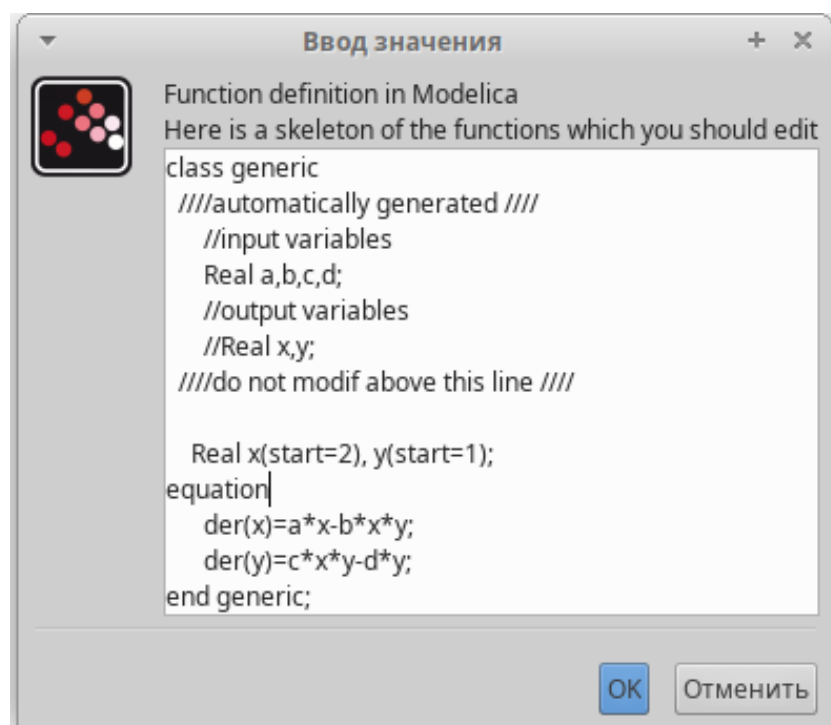 Ввод значения
Function definition in Modelica
Here is a skeleton of the functions which you should edit
class generic
////automatically generated ////
//input variables
Real a,b,c,d;
//output variables
//Real x,y;
////do not modif above this line ////
Real x(start=2), y(start=1);
equation
der(x)=a*x-b*x*y;
der(y)=c*x*y-d*y;
end generic;
OK
Отменить